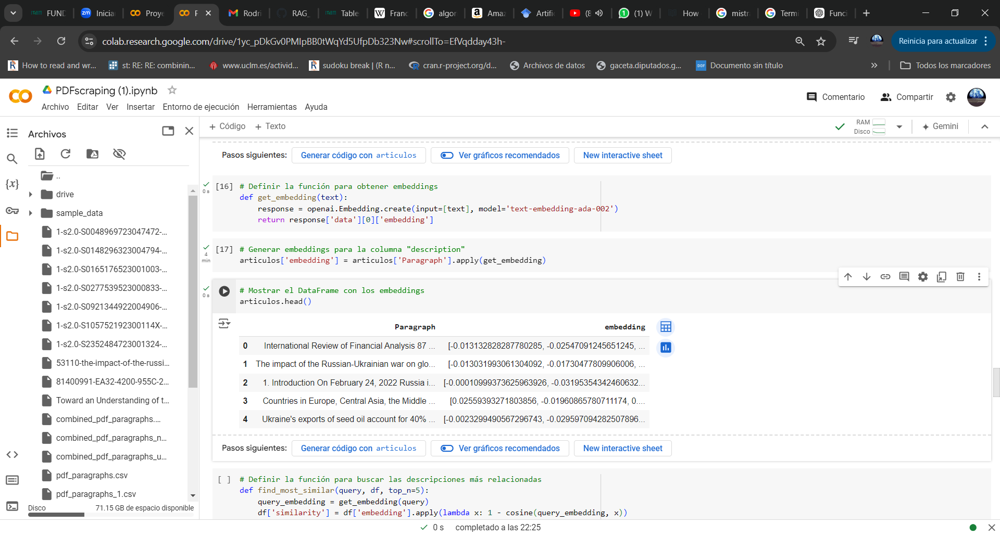 FUND
Inicia
Proye
P
Rodri
RAG_
Table
Franc
algor
Amaz
Artific
(8
(1) W
How
mistr
Termi
Funci
colab.research.google.com/drive/1yc_pDkGv0PMIpBB0tWqYd5UfpDb323Nw#scrollTo=EfVqdday43h-
Reinicia para actualizar
How to read and wr...
st: RE: RE: combinin...
www.uclm.es/activid...
sudoku break | (R n...
cran.r-project.org/d...
Archivos de datos
gaceta.diputados.g...
Documento sin título
Todos los marcadores
PDFscraping (1).ipynb
Archivo Editar Ver Insertar Entorno de ejecución Herramientas Ayuda
Comentario
Compartir
Archivos
+ Código + Texto
RAM
Disco
Gemini
..
drive
sample_data
1-s2.0-S0048969723047472-...
1-s2.0-S0148296323004794-...
1-s2.0-S0165176523001003-...
1-s2.0-S0277539523000833-...
1-s2.0-S0921344922004906-...
1-s2.0-S105752192300114X-...
1-s2.0-S2352484723001324-...
53110-the-impact-of-the-russi...
81400991-EA32-4200-955C-2...
Toward an Understanding of t...
combined_pdf_paragraphs....
combined_pdf_paragraphs_n...
combined_pdf_paragraphs_u...
pdf_paragraphs.csv
pdf_paragraphs_1.csv
Disco 71.15 GB de espacio disponible
Pasos siguientes: Generar código con articulos Ver gráficos recomendados New interactive sheet
[16] # Definir la función para obtener embeddings
0 s
def get_embedding(text):
response = openai.Embedding.create(input=[text], model='text-embedding-ada-002')
return response['data'][0]['embedding']
[17] # Generar embeddings para la columna "description"
4 min
articulos['embedding'] = articulos['Paragraph'].apply(get_embedding)
# Mostrar el DataFrame con los embeddings
0 s
articulos.head()
Paragraph embedding
0 International Review of Financial Analysis 87 ... [-0.013132828287780285, -0.02547091245651245, ...
1 The impact of the Russian-Ukrainian war on glo... [-0.013031993061304092, -0.01730477809906006, ...
2 1. Introduction On February 24, 2022 Russia i... [-0.00010999373625963926, -0.03195354342460632...
3 Countries in Europe, Central Asia, the Middle ... [0.02559393271803856, -0.01960865780711174, 0....
4 Ukraine's exports of seed oil account for 40% ... [-0.0023299490567296743, -0.029597094282507896...
Pasos siguientes: Generar código con articulos Ver gráficos recomendados New interactive sheet
[ ] # Definir la función para buscar las descripciones más relacionadas
def find_most_similar(query, df, top_n=5):
query_embedding = get_embedding(query)
df['similarity'] = df['embedding'].apply(lambda x: 1 - cosine(query_embedding, x))
0 s completado a las 22:25